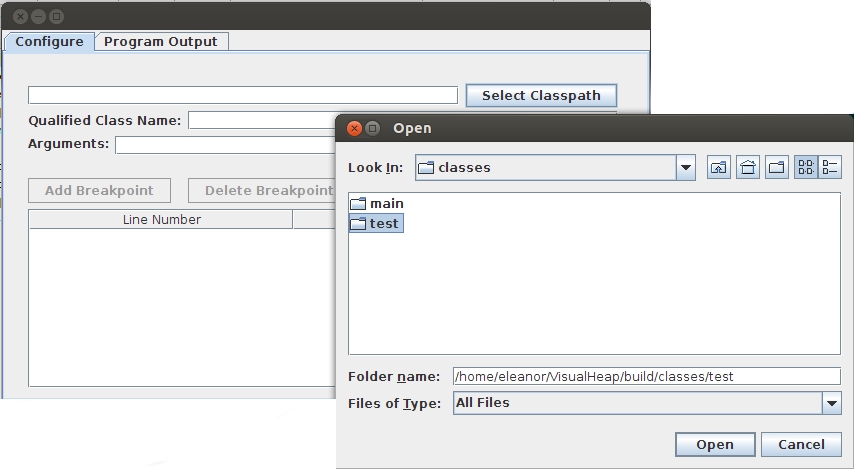 Configure Program Output
Select Classpath
Qualified Class Name:
Arguments:
Add Breakpoint Delete Breakpoint
Line Number
Open
Look In: classes
main
test
Folder name: /home/eleanor/VisualHeap/build/classes/test
Files of Type: All Files
Open Cancel